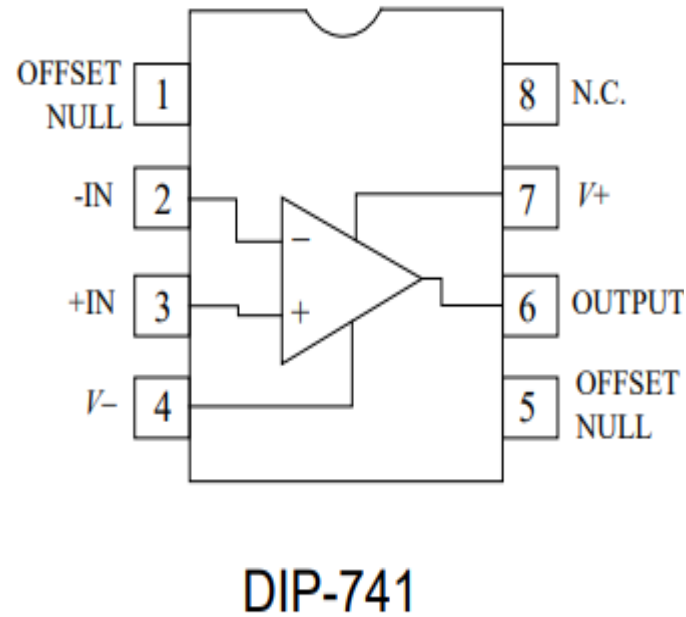 OFFSET
NULL
1
8
N.C.
-IN
2
−
7
V+
+IN
3
+
6
OUTPUT
V−
4
5
OFFSET
NULL
DIP-741